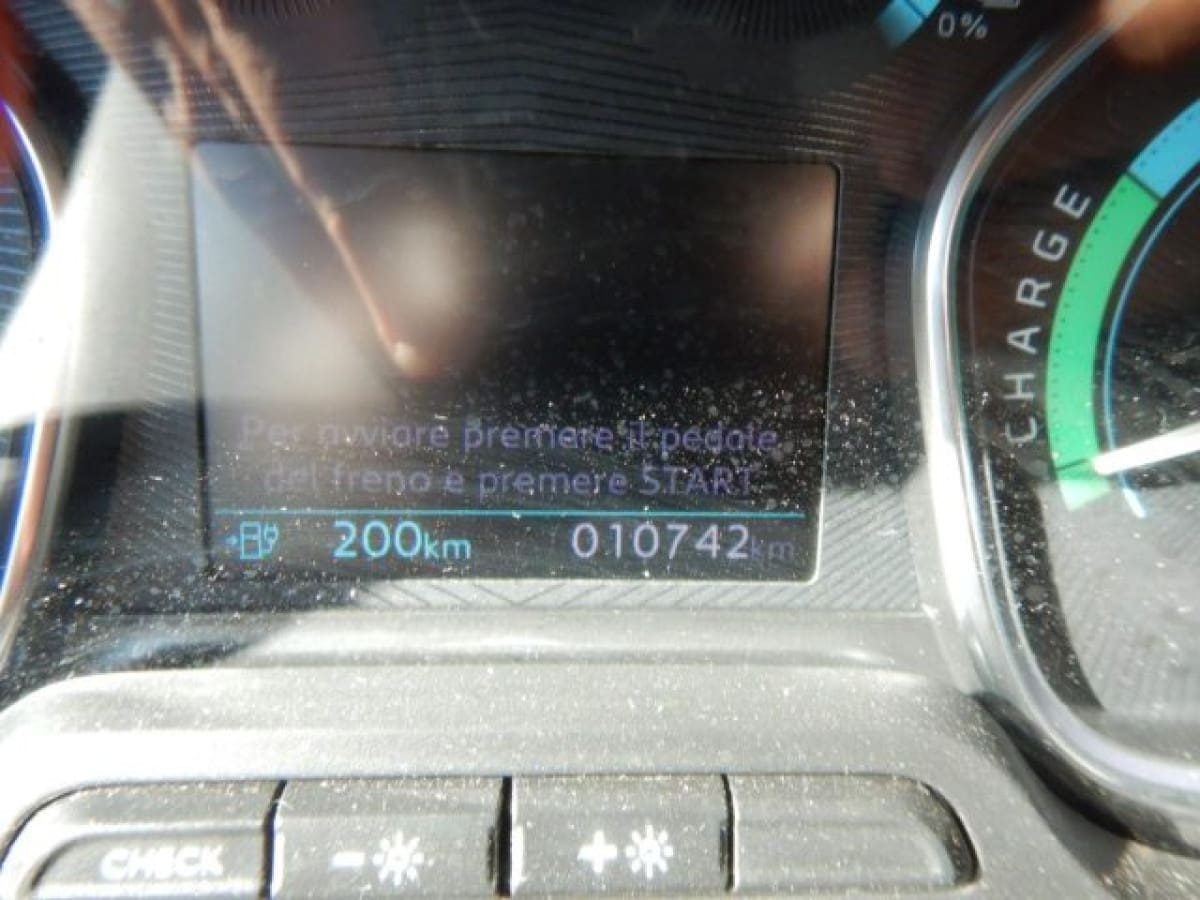 0%
CHARGE
Per avviare premere il pedale
del freno e premere START
200km 010742km
CHECK - +